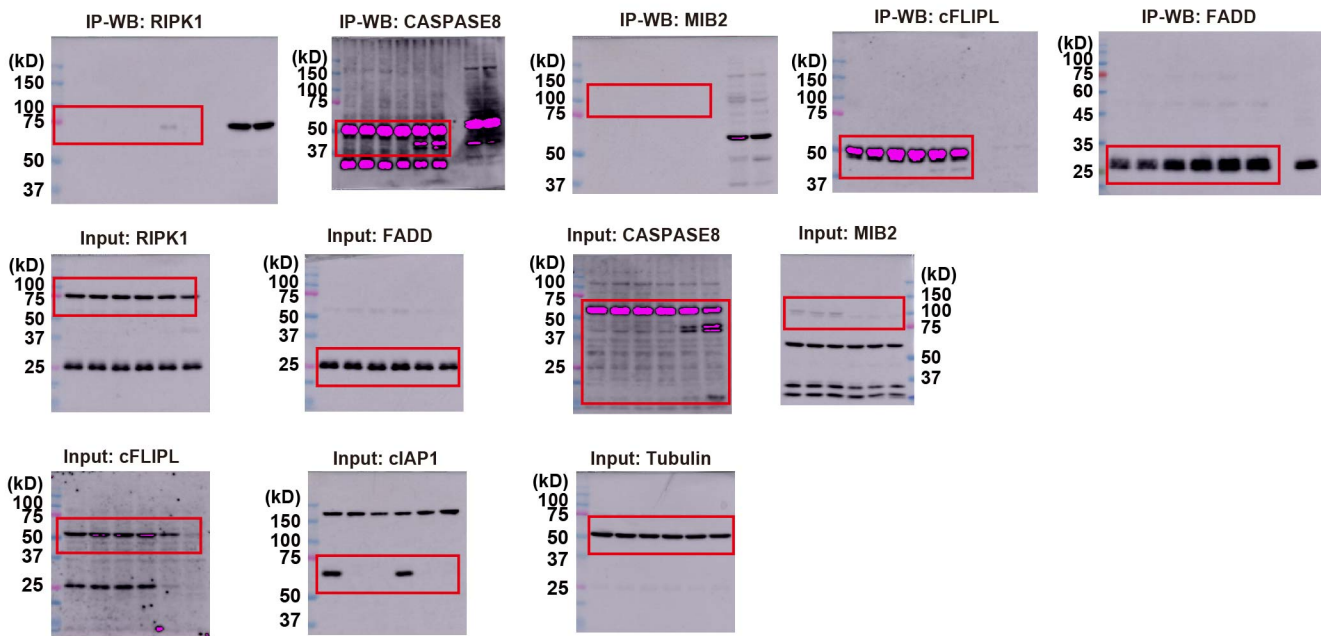 IP-WB: RIPK1
(kD)
150
100
75
50
37
IP-WB: CASPASE8
(kD)
150
100
75
50
37
IP-WB: MIB2
(kD)
150
100
75
50
37
IP-WB: cFLIPL
(kD)
150
100
75
50
37
IP-WB: FADD
(kD)
100
75
60
45
35
25
Input: RIPK1
(kD)
100
75
50
37
25
Input: FADD
(kD)
100
75
50
37
25
Input: CASPASE8
(kD)
100
75
50
37
25
Input: MIB2
(kD)
150
100
75
50
37
Input: cFLIPL
(kD)
100
75
50
37
25
Input: cIAP1
(kD)
150
75
50
37
Input: Tubulin
(kD)
100
75
50
37
25